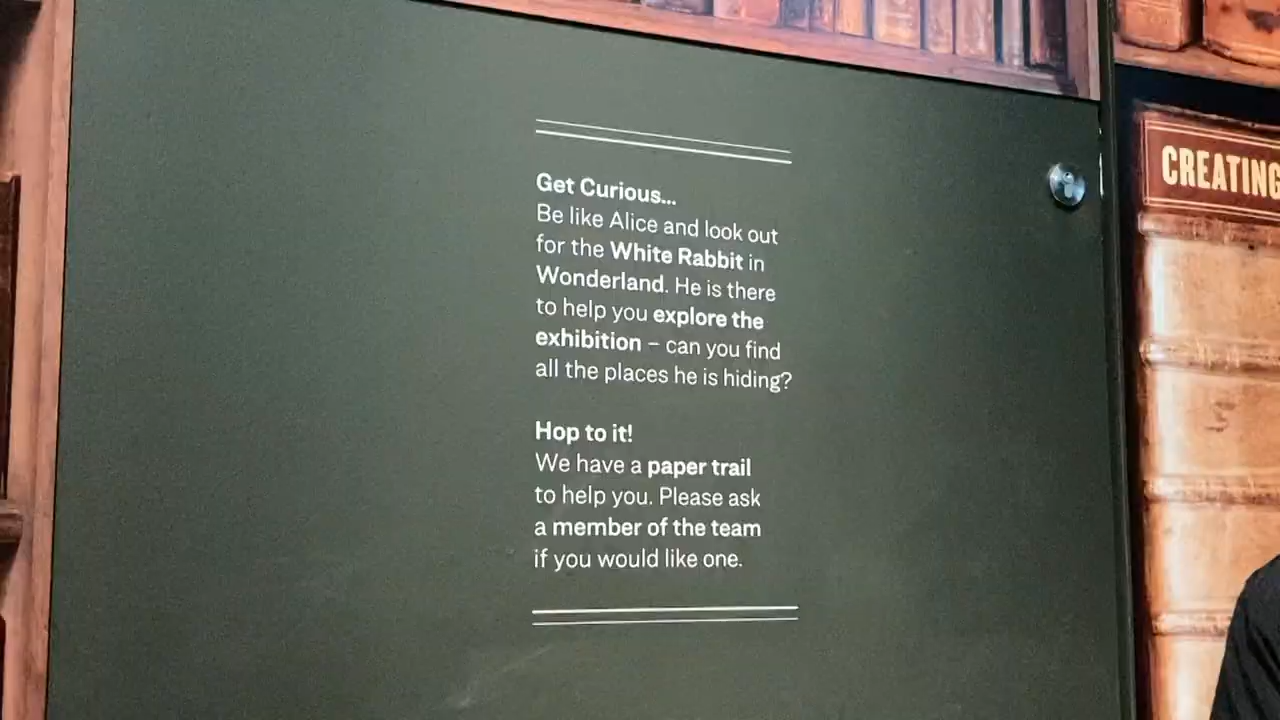 Get Curious...
Be like Alice and look out
for the White Rabbit in
Wonderland. He is there
to help you explore the
exhibition – can you find
all the places he is hiding?
Hop to it!
We have a paper trail
to help you. Please ask
a member of the team
if you would like one.
CREATING